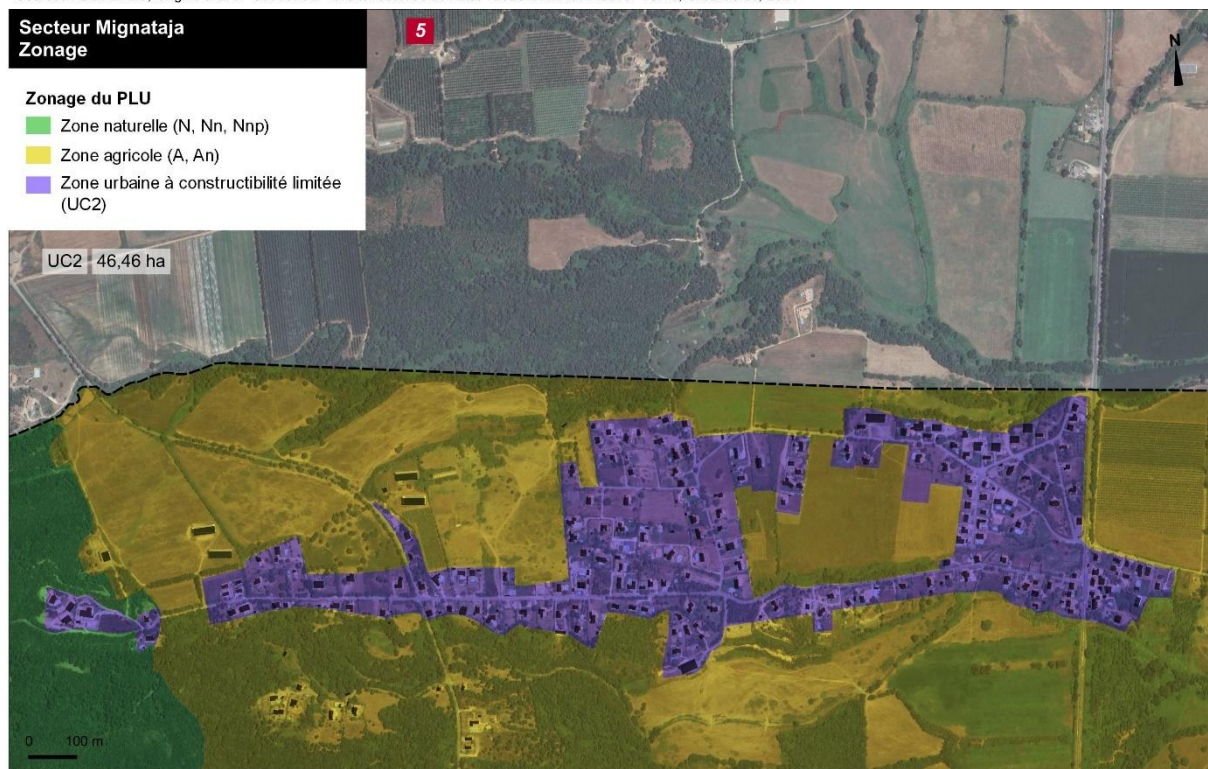 Secteur Mignataja
Zonage
5
N
Zonage du PLU
Zone naturelle (N, Nn, Nnp)
Zone agricole (A, An)
Zone urbaine à constructibilité limitée
(UC2)
UC2 46,46 ha
0 100 m